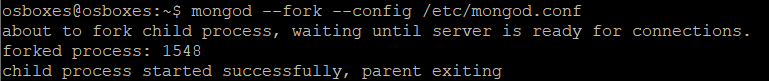 osboxes@osboxes:~$ mongod --fork --config /etc/mongod.conf
about to fork child process, waiting until server is ready for connections.
forked process: 1548
child process started successfully, parent exiting